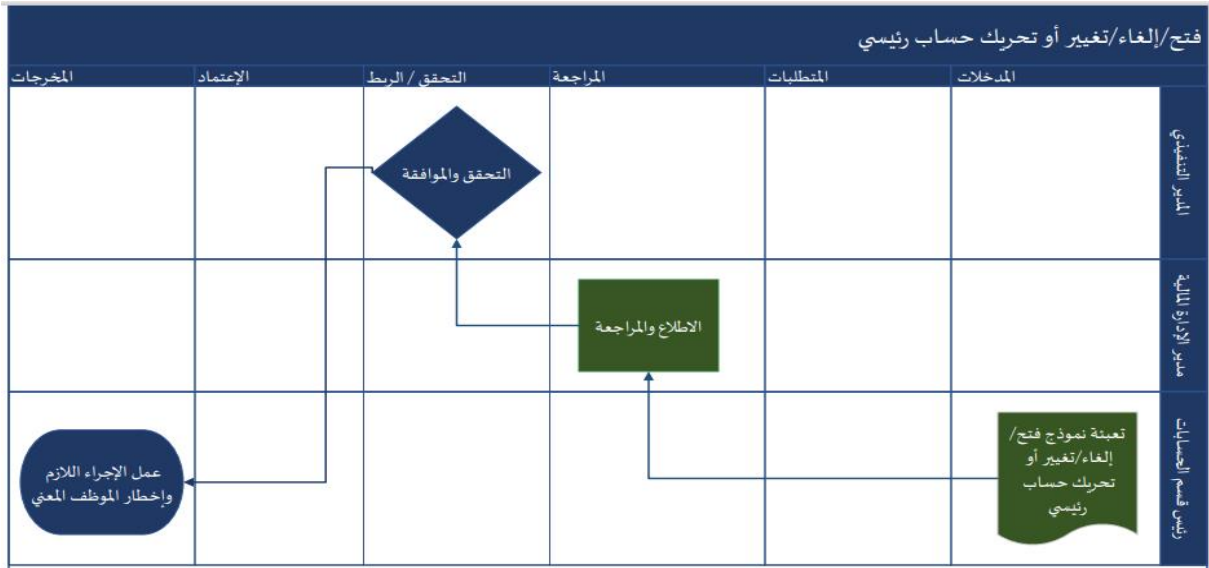 فتح/إلغاء/تغيير أو تحريك حساب رئيسي
المدخلات
المتطلبات
المراجعة
التحقق / الربط
الإعتماد
المخرجات
المدير التنفيذي
التحقق والموافقة
مدير الإدارة المالية
الاطلاع والمراجعة
رئيس قسم الحسابات
تعبئة نموذج فتح/
إلغاء/تغيير أو
تحريك حساب
رئيسي
عمل الإجراء اللازم
وإخطار الموظف المعني